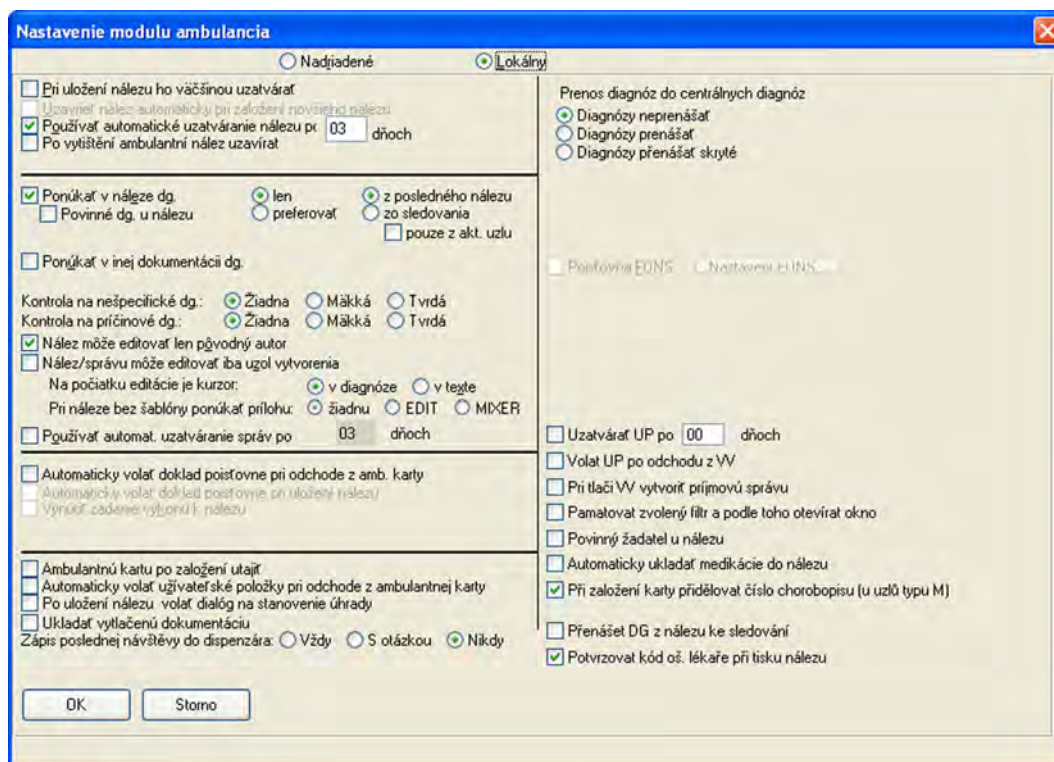 Nastavenie modulu ambulancia
Nadriadené Lokálny
Pri uložení nálezu ho väčšinou uzatvárať
Uzavrieť nález automaticky pri založení novšieho nálezu
Používať automatické uzatváranie nálezu po 03 dňoch
Po vytištění ambulantní nález uzavírat
Ponúkať v náleze dg. len z posledného nálezu
Povinné dg. u nálezu preferovať zo sledovania
pouze z akt. uzlu
Ponúkať v inej dokumentácii dg.
Kontrola na nešpecifické dg.: Žiadna Mäkká Tvrdá
Kontrola na príčinové dg.: Žiadna Mäkká Tvrdá
Nález môže editovať len pôvodný autor
Nález/správu môže editovať iba uzol vytvorenia
Na počiatku editácie je kurzor: v diagnóze v texte
Pri náleze bez šablóny ponúkať prílohu: žiadnu EDIT MIXER
Používať automat. uzatváranie správ po 03 dňoch
Automaticky volať doklad poisťovne pri odchode z amb. karty
Automaticky volať doklad poisťovne pri uložení nálezu
Vynútiť zadanie výkonu k nálezu
Ambulantnú kartu po založení utajiť
Automaticky volať užívateľské položky pri odchode z ambulantnej karty
Po uložení nálezu volať dialóg na stanovenie úhrady
Ukladať vytlačenú dokumentáciu
Zápis poslednej návštěvy do dispenzára: Vždy S otázkou Nikdy
OK Storno
Prenos diagnóz do centrálnych diagnóz
Diagnózy neprenášať
Diagnózy prenášať
Diagnózy přenášať skryté
EONS Nastavení EONS
Uzatvárať UP po 00 dňoch
Volat UP po odchodu z VV
Pri tlači VV vytvoriť príjmovú správu
Pamatovat zvolený filtr a podle toho otevírat okno
Povinný žadatel u nálezu
Automaticky ukladať medikácie do nálezu
Při založení karty přidělovat číslo chorobopisu (u uzlů typu M)
Přenášet DG z nálezu ke sledování
Potvrzovat kód oš. lékaře při tisku nálezu